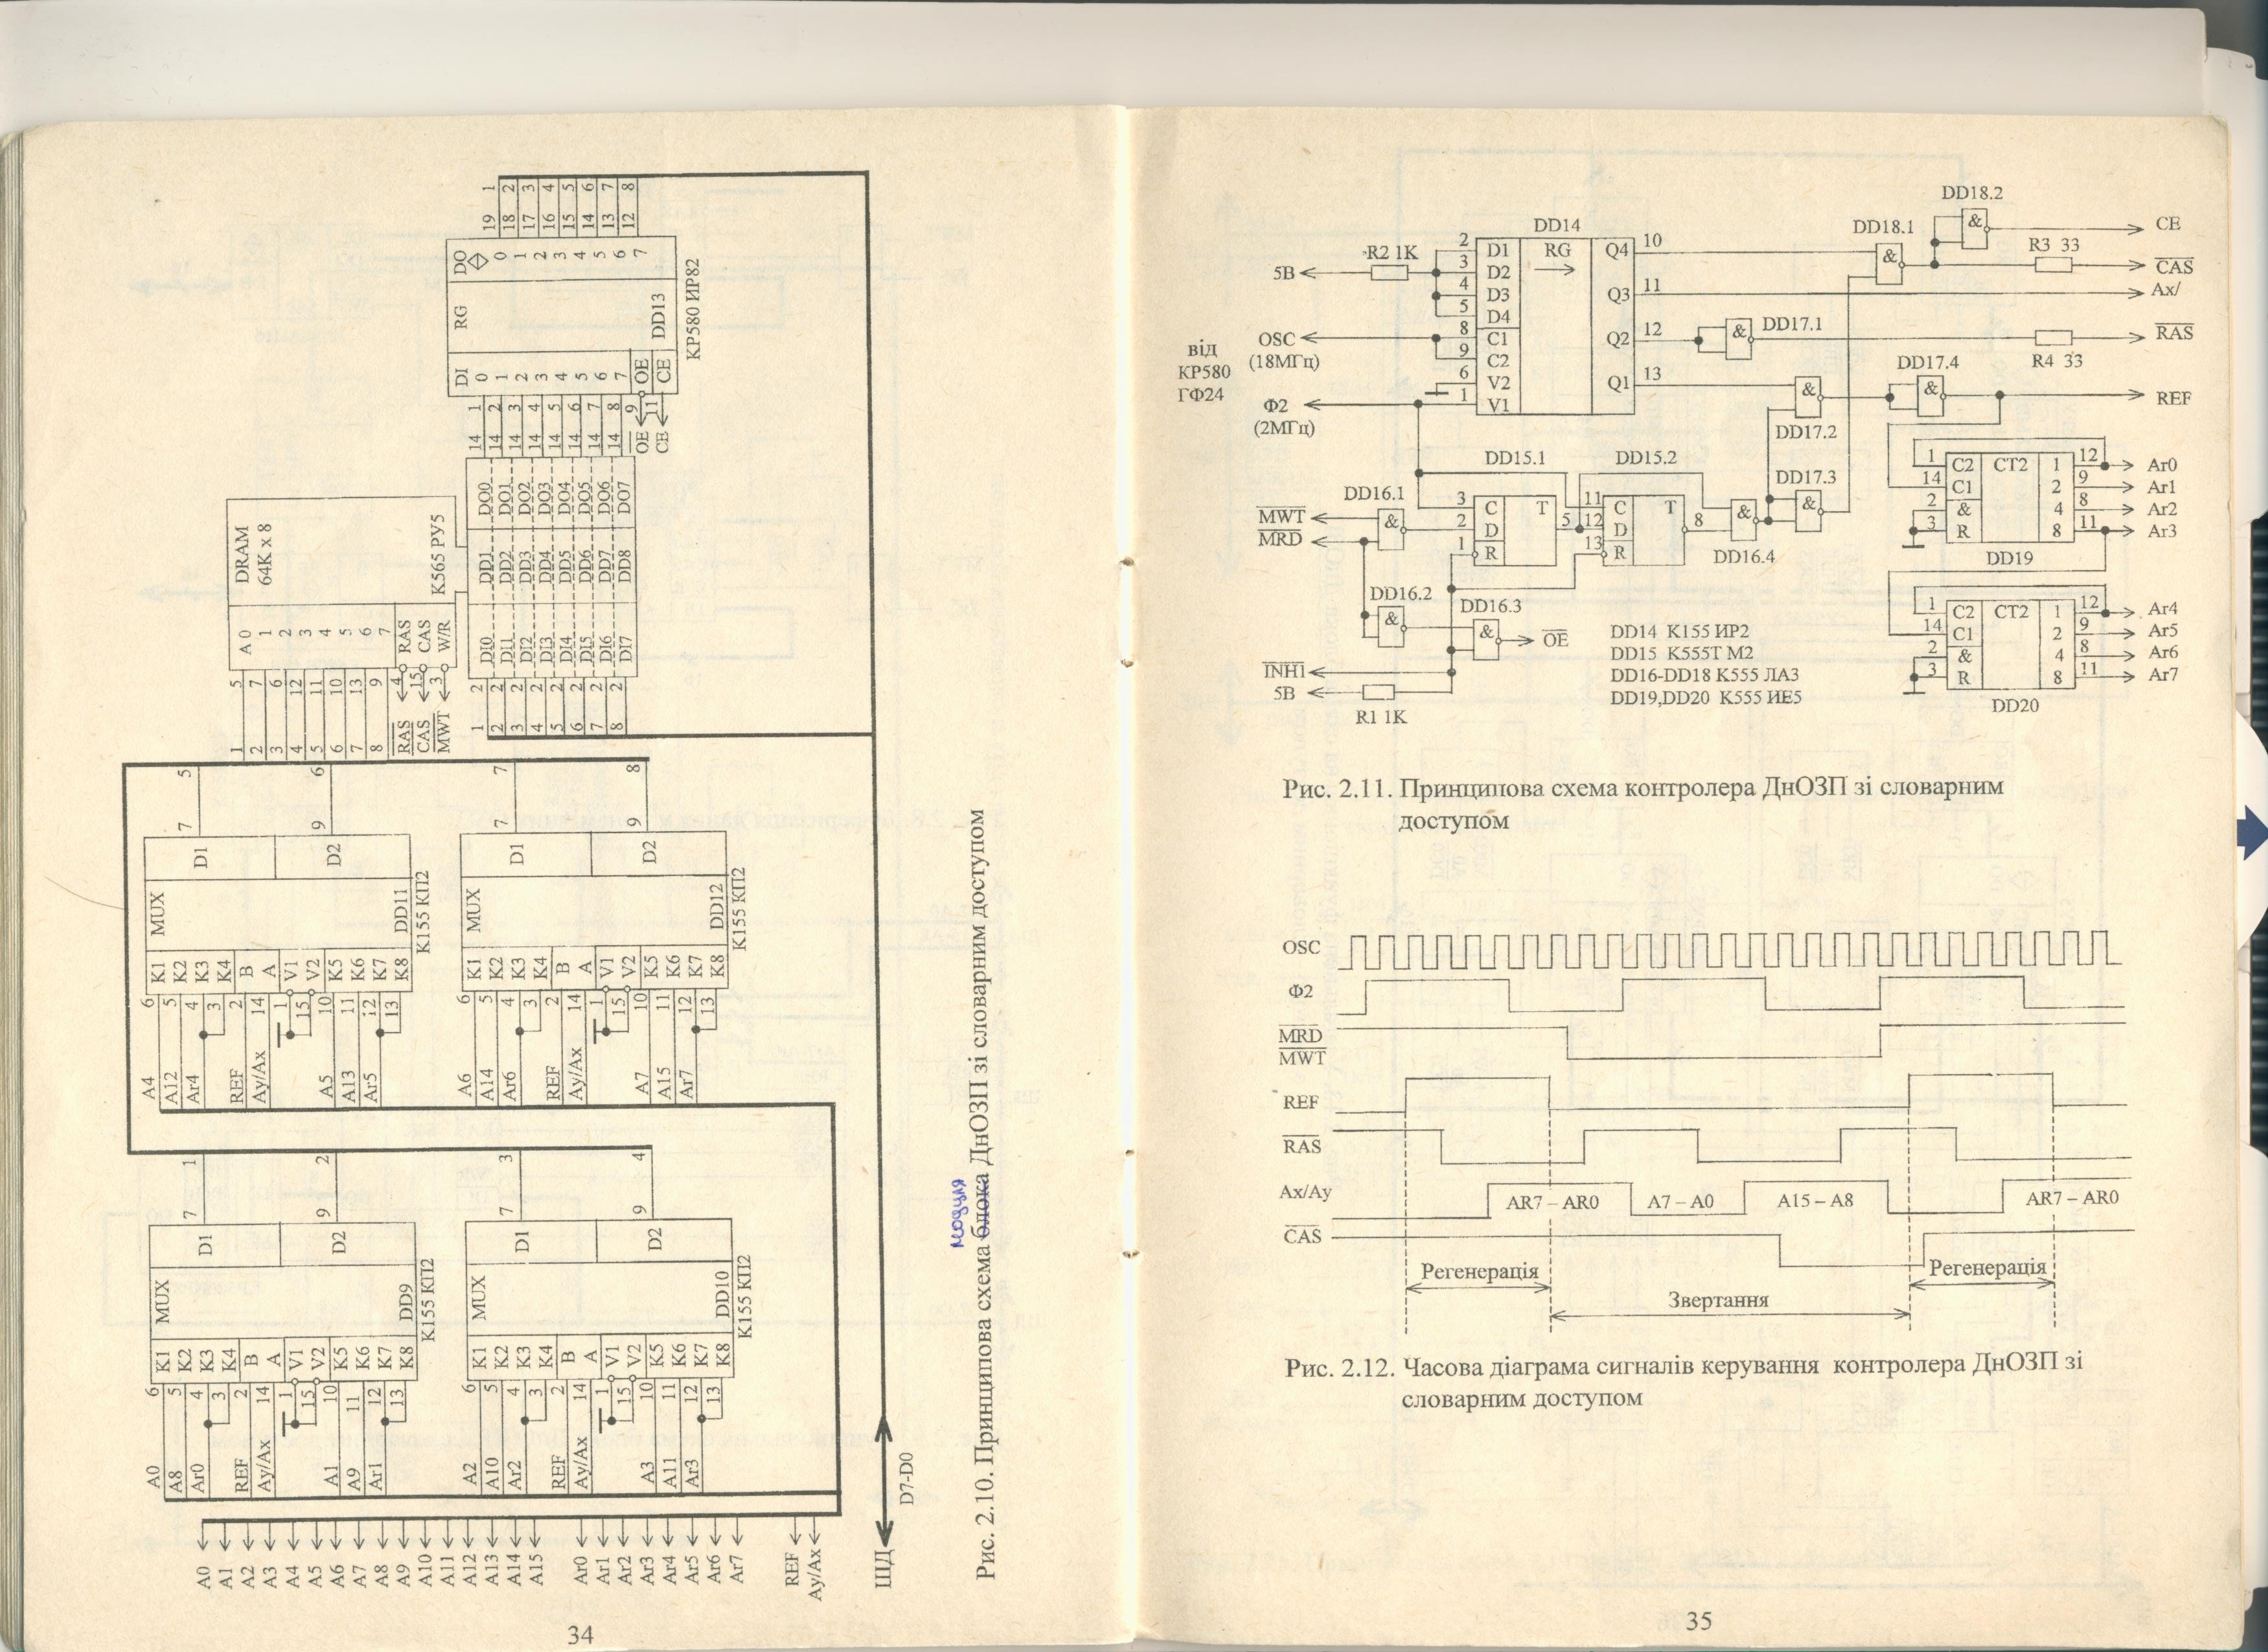 A0
A1
A2
A3
A4
A5
A6
A7
A8
A9
A10
A11
A12
A13
A14
A15
Ar0
Ar1
Ar2
Ar3
Ar4
Ar5
Ar6
Ar7
REF
Ay/Ax
ШД
D7-D0
A0 6 K1 MUX D1 7 1
A8 5 K2
Ar0 4 K3
3 K4
REF 2 B
Ay/Ax 14 A
1 V1
15 V2 D2 9 2
A1 10 K5
A9 11 K6
Ar1 12 K7
13 K8 DD9
K155 КП2
A2 6 K1 MUX D1 7 3
A10 5 K2
Ar2 4 K3
3 K4
REF 2 B
Ay/Ax 14 A
1 V1
15 V2 D2 9 4
A3 10 K5
A11 11 K6
Ar3 12 K7
13 K8 DD10
K155 КП2
A4 6 K1 MUX D1 7 5
A12 5 K2
Ar4 4 K3
3 K4
REF 2 B
Ay/Ax 14 A
1 V1
15 V2 D2 9 6
A5 10 K5
A13 11 K6
Ar5 12 K7
13 K8 DD11
K155 КП2
A6 6 K1 MUX D1 7 7
A14 5 K2
Ar6 4 K3
3 K4
REF 2 B
Ay/Ax 14 A
1 V1
15 V2 D2 9 8
A7 10 K5
A15 11 K6
Ar7 12 K7
13 K8 DD12
K155 КП2
1 5 A 0 DRAM
2 7 1 64K x 8
3 6 2
4 12 3
5 11 4
6 10 5
7 13 6
8 9 7
RAS 4 RAS
CAS 15 CAS
MWT 3 W/R K565 РУ5
1 2 DI0 DD1 DO0 14 1
2 2 DI1 DD2 DO1 14 2
3 2 DI2 DD3 DO2 14 3
4 2 DI3 DD4 DO3 14 4
5 2 DI4 DD5 DO4 14 5
6 2 DI5 DD6 DO5 14 6
7 2 DI6 DD7 DO6 14 7
8 2 DI7 DD8 DO7 14 8
OE 9 OE
CE 11 CE
DI RG DO
0 0 19 1
1 1 18 2
2 2 17 3
3 3 16 4
4 4 15 5
5 5 14 6
6 6 13 7
7 7 12 8
DD13
КР580 ИР82
модуля
Рис. 2.10. Принципова схема блока ДнОЗП зі словарним доступом
34
DD14
5В R2 1K
2 D1 RG Q4 10
3 D2
4 D3 Q3 11
5 D4
8 C1 Q2 12
9 C2
6 V2 Q1 13
1 V1
від
КР580
ГФ24
OSC
(18МГц)
Ф2
(2МГц)
DD18.1 &
DD18.2 &
CE
R3 33
CAS
Ax/
DD17.1 &
RAS
R4 33
DD17.4 &
REF
& DD17.2
DD17.3 &
DD15.1
3 C T
2 D 5
1 R
DD15.2
11 C T
12 D 8
13 R
& DD16.4
DD16.1 &
MWT
MRD
DD16.2 &
DD16.3 &
OE
INH1
5В
R1 1K
1 C2 CT2 1 12 Ar0
14 C1 2 9 Ar1
2 & 4 8 Ar2
3 R 8 11 Ar3
DD19
1 C2 CT2 1 12 Ar4
14 C1 2 9 Ar5
2 & 4 8 Ar6
3 R 8 11 Ar7
DD20
DD14 K155 ИР2
DD15 K555Т М2
DD16-DD18 K555 ЛА3
DD19,DD20 K555 ИЕ5
Рис. 2.11. Принципова схема контролера ДнОЗП зі словарним
доступом
OSC
Ф2
MRD
MWT
REF
RAS
Ax/Ay AR7 – AR0 A7 – A0 A15 – A8 AR7 – AR0
CAS
Регенерація Регенерація
Звертання
Рис. 2.12. Часова діаграма сигналів керування контролера ДнОЗП зі
словарним доступом
35